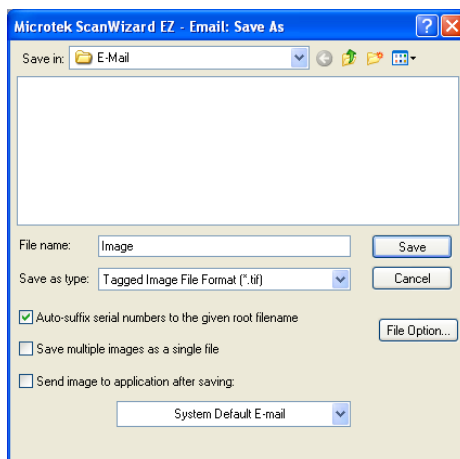 Microtek ScanWizard EZ - Email: Save As
Save in: E-Mail
File name: Image Save
Save as type: Tagged Image File Format (*.tif) Cancel
Auto-suffix serial numbers to the given root filename
File Option...
Save multiple images as a single file
Send image to application after saving:
System Default E-mail